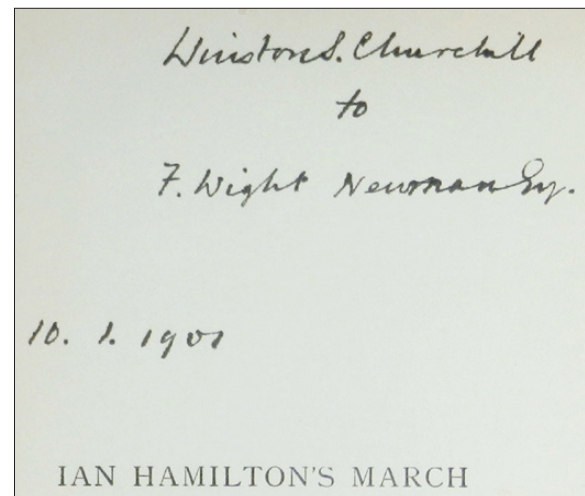 Winston S. Churchill
to
F. Wight Newman Esq.
10. 1. 1901
IAN HAMILTON'S MARCH